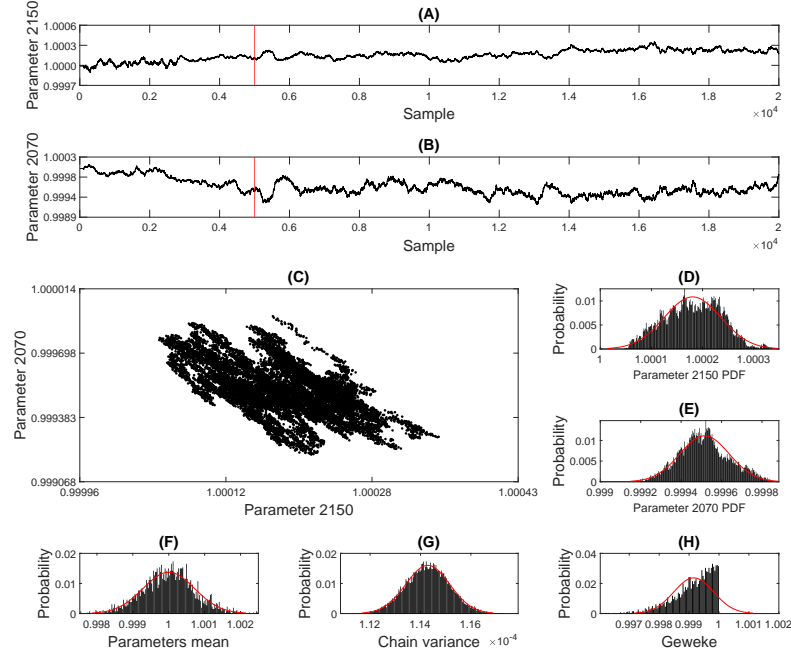 (A)
Parameter 2150
1.0006
1.0003
1.0000
0.9997
0 0.2 0.4 0.6 0.8 1 1.2 1.4 1.6 1.8 2
Sample
×10⁴
(B)
Parameter 2070
1.0003
0.9998
0.9994
0.9989
0 0.2 0.4 0.6 0.8 1 1.2 1.4 1.6 1.8 2
Sample
×10⁴
(C)
Parameter 2070
1.000014
0.999698
0.999383
0.999068
0.99996 1.00012 1.00028 1.00043
Parameter 2150
(D)
Probability
0.01
0.005
0
1 1.0001 1.0002 1.0003
Parameter 2150 PDF
(E)
Probability
0.01
0.005
0
0.999 0.9992 0.9994 0.9996 0.9998
Parameter 2070 PDF
(F)
Probability
0.02
0.01
0
0.998 0.999 1 1.001 1.002
Parameters mean
(G)
Probability
0.02
0.01
0
1.12 1.14 1.16
Chain variance
×10⁻⁴
(H)
Probability
0.04
0.02
0
0.997 0.998 0.999 1 1.001 1.002
Geweke